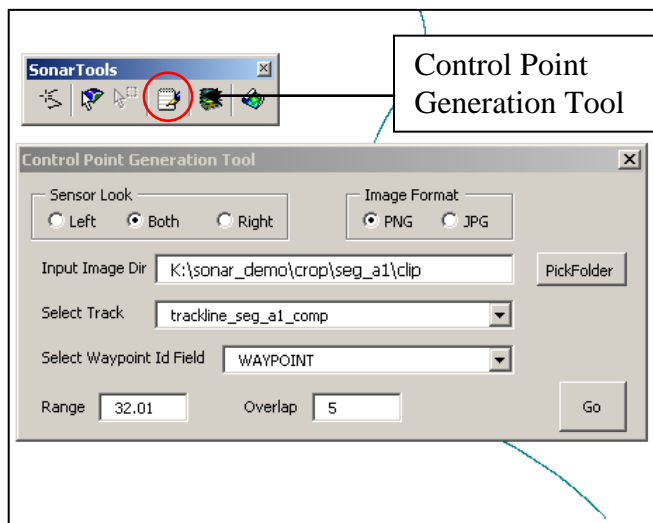 SonarTools
Control Point
Generation Tool
Control Point Generation Tool
Sensor Look
Image Format
Left
Both
Right
PNG
JPG
Input Image Dir
K:\sonar_demo\crop\seg_a1\clip
PickFolder
Select Track
trackline_seg_a1_comp
Select Waypoint Id Field
WAYPOINT
Range
32.01
Overlap
5
Go